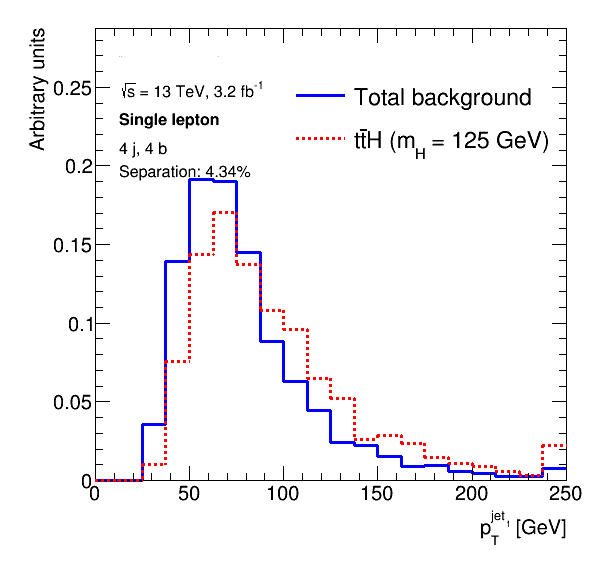 Arbitrary units
√s = 13 TeV, 3.2 fb⁻¹
Single lepton
4 j, 4 b
Separation: 4.34%
Total background
tt̄H (m_H = 125 GeV)
0.25
0.2
0.15
0.1
0.05
0
0 50 100 150 200 250
p_T^jet₁ [GeV]